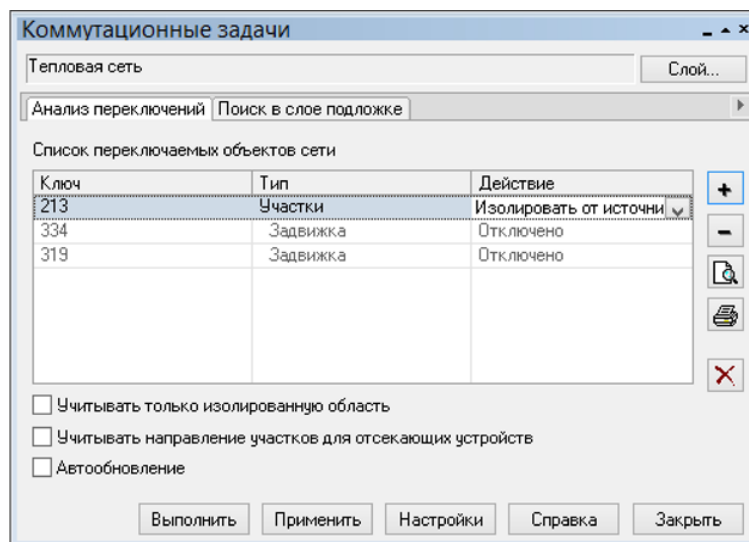 Коммутационные задачи
Тепловая сеть
Слой...
Анализ переключений Поиск в слое подложке
Список переключаемых объектов сети
Ключ Тип Действие
213 Участки Изолировать от источни
334 Задвижка Отключено
319 Задвижка Отключено
Учитывать только изолированную область
Учитывать направление участков для отсекающих устройств
Автообновление
Выполнить Применить Настройки Справка Закрыть